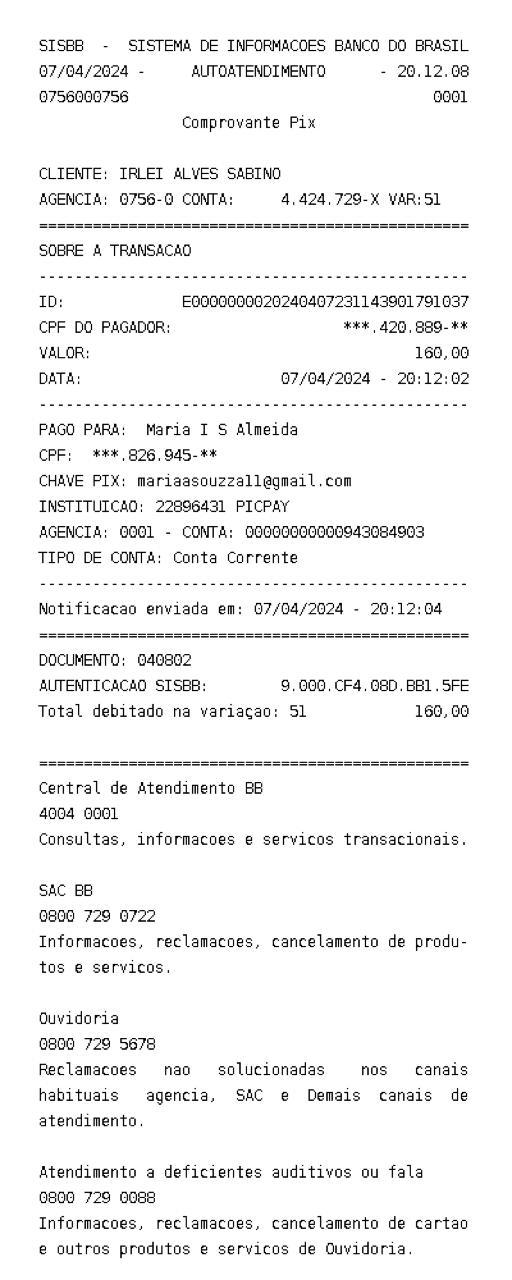 SISBB - SISTEMA DE INFORMACOES BANCO DO BRASIL
07/04/2024 - AUTOATENDIMENTO - 20.12.08
0756000756 0001
Comprovante Pix
CLIENTE: IRLEI ALVES SABINO
AGENCIA: 0756-0 CONTA: 4.424.729-X VAR:51
================================================
SOBRE A TRANSACAO
------------------------------------------------
ID: E0000000020240407231143901791037
CPF DO PAGADOR: ***.420.889-**
VALOR: 160,00
DATA: 07/04/2024 - 20:12:02
------------------------------------------------
PAGO PARA: Maria I S Almeida
CPF: ***.826.945-**
CHAVE PIX: mariaasouzza11@gmail.com
INSTITUICAO: 22896431 PICPAY
AGENCIA: 0001 - CONTA: 00000000000943084903
TIPO DE CONTA: Conta Corrente
------------------------------------------------
Notificacao enviada em: 07/04/2024 - 20:12:04
================================================
DOCUMENTO: 040802
AUTENTICACAO SISBB: 9.000.CF4.08D.BB1.5FE
Total debitado na variaçao: 51 160,00
================================================
Central de Atendimento BB
4004 0001
Consultas, informacoes e servicos transacionais.
SAC BB
0800 729 0722
Informacoes, reclamacoes, cancelamento de produ-
tos e servicos.
Ouvidoria
0800 729 5678
Reclamacoes nao solucionadas nos canais
habituais agencia, SAC e Demais canais de
atendimento.
Atendimento a deficientes auditivos ou fala
0800 729 0088
Informacoes, reclamacoes, cancelamento de cartao
e outros produtos e servicos de Ouvidoria.